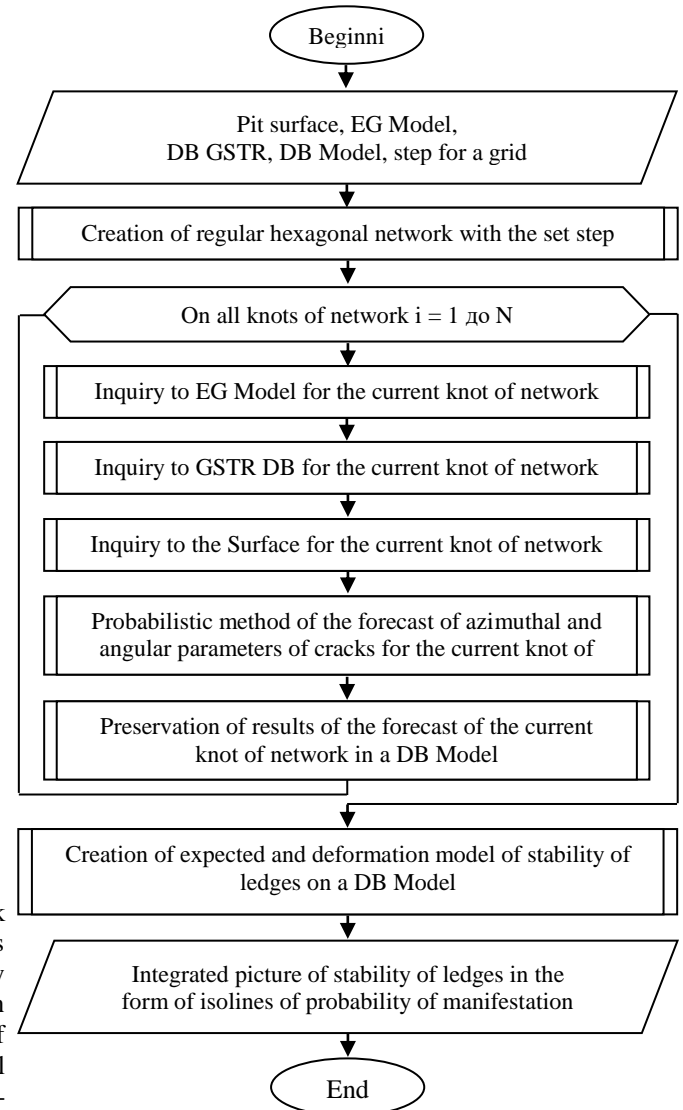 Beginni
Pit surface, EG Model,
DB GSTR, DB Model, step for a grid
Creation of regular hexagonal network with the set step
On all knots of network i = 1 до N
Inquiry to EG Model for the current knot of network
Inquiry to GSTR DB for the current knot of network
Inquiry to the Surface for the current knot of network
Probabilistic method of the forecast of azimuthal and
angular parameters of cracks for the current knot of
Preservation of results of the forecast of the current
knot of network in a DB Model
Creation of expected and deformation model of stability of
ledges on a DB Model
Integrated picture of stability of ledges in the
form of isolines of probability of manifestation
End
k
s
y
n
f
l
-